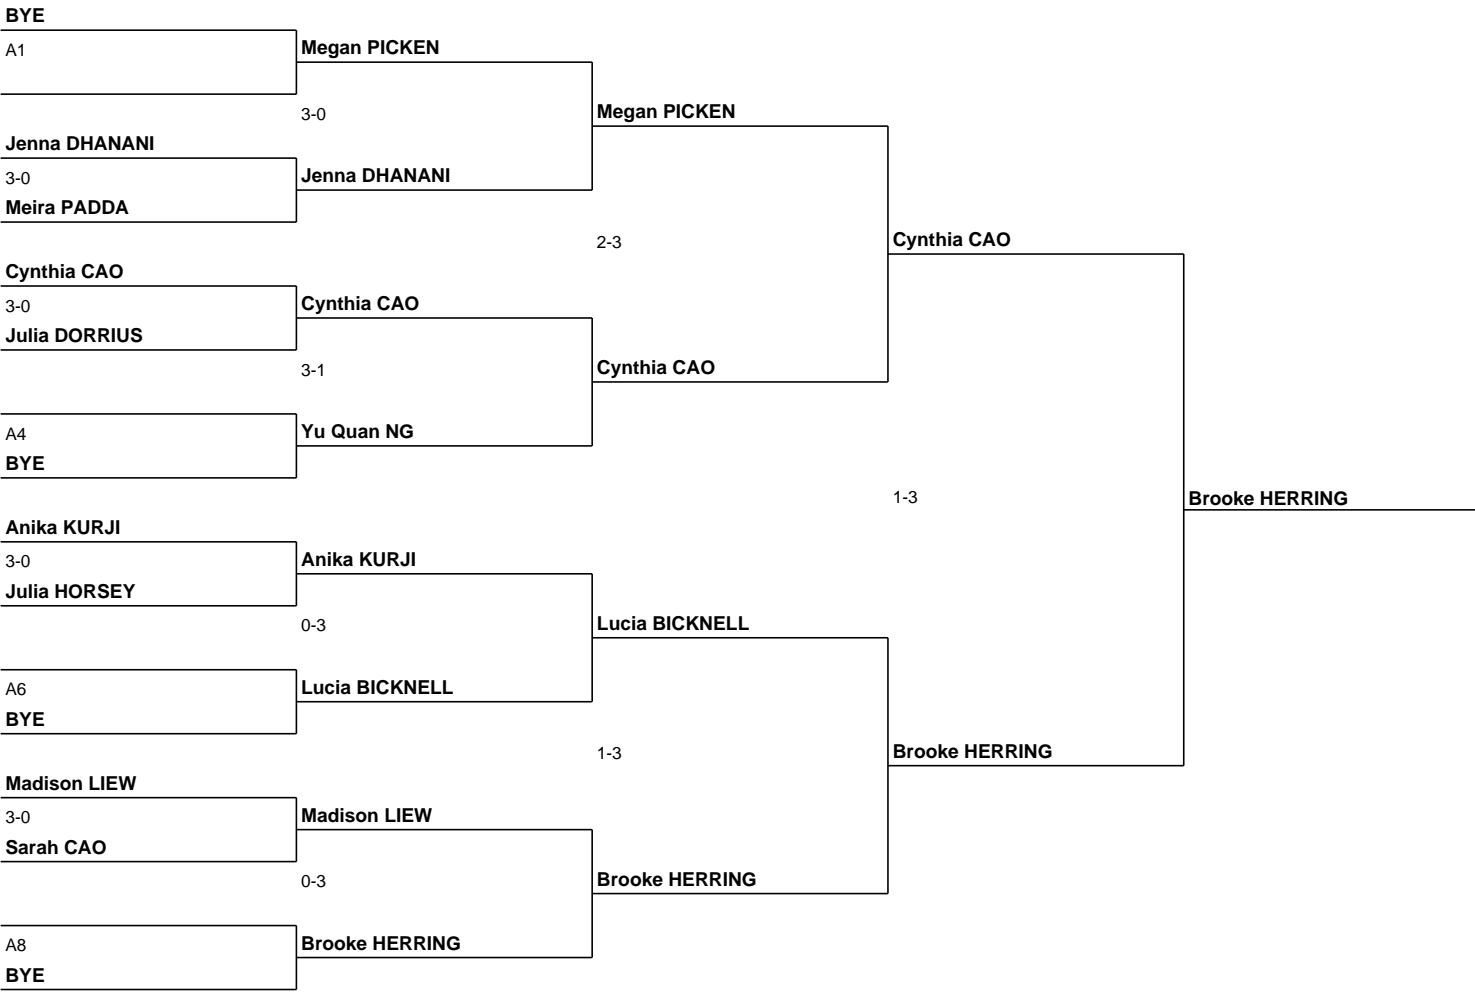 BYE
A1
Megan PICKEN
3-0
Megan PICKEN
Jenna DHANANI
3-0
Jenna DHANANI
Meira PADDA
2-3
Cynthia CAO
Cynthia CAO
3-0
Cynthia CAO
Julia DORRIUS
3-1
Cynthia CAO
A4
Yu Quan NG
BYE
1-3
Brooke HERRING
Anika KURJI
3-0
Anika KURJI
Julia HORSEY
0-3
Lucia BICKNELL
A6
Lucia BICKNELL
BYE
1-3
Brooke HERRING
Madison LIEW
3-0
Madison LIEW
Sarah CAO
0-3
Brooke HERRING
A8
Brooke HERRING
BYE